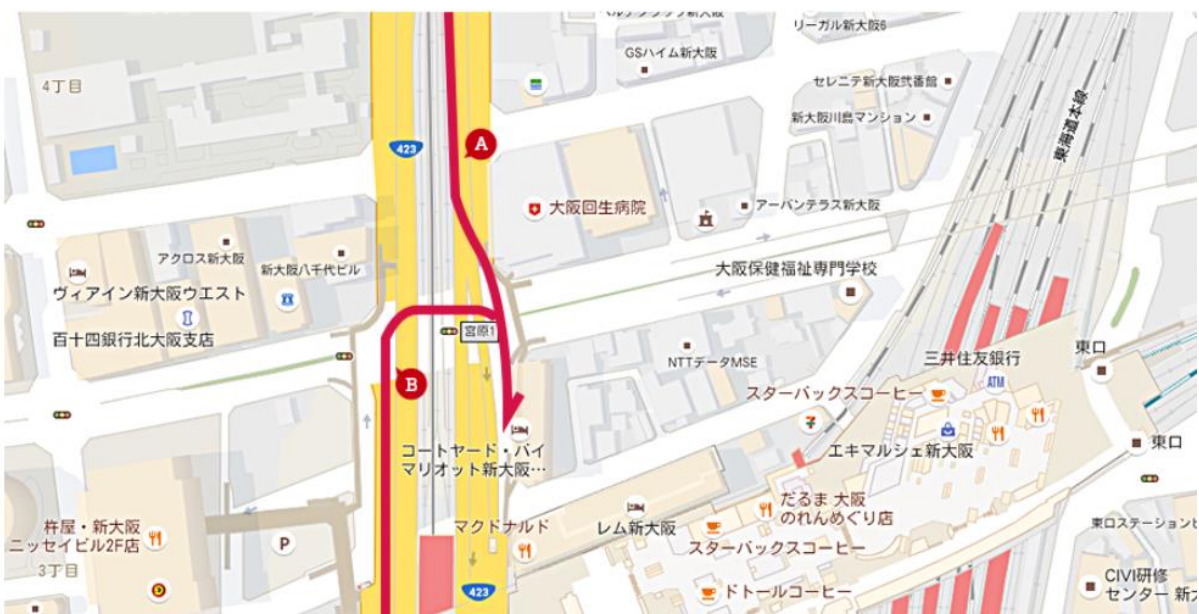 リーガル新大阪6
GSハイム新大阪
4丁目
セレニテ新大阪弐番館
新大阪川島マンション
東海道本線
423
A
大阪回生病院
アーバンテラス新大阪
アクロス新大阪
新大阪八千代ビル
大阪保健福祉専門学校
ヴィアイン新大阪ウエスト
百十四銀行北大阪支店
宮原1
NTTデータMSE
三井住友銀行
ATM
東口
B
スターバックスコーヒー
コートヤード・バイ
マリオット新大阪…
エキマルシェ新大阪
東口
杵屋・新大阪
ニッセイビル2F店
P
マクドナルド
レム新大阪
だるま 大阪
のれんめぐり店
スターバックスコーヒー
東口ステーションビ
3丁目
423
ドトールコーヒー
CIVI研修
センター 新大